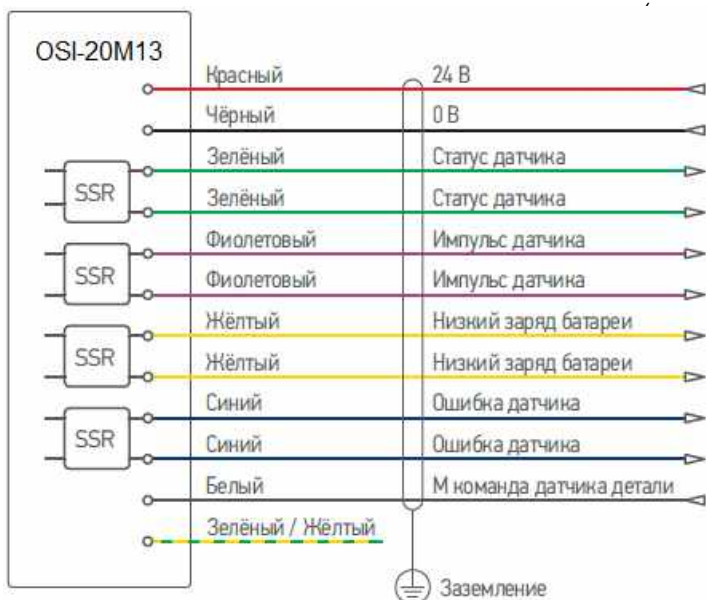 OSI-20M13
Красный 24 В
Чёрный 0 В
Зелёный Статус датчика
SSR
Зелёный Статус датчика
Фиолетовый Импульс датчика
SSR
Фиолетовый Импульс датчика
Жёлтый Низкий заряд батареи
SSR
Жёлтый Низкий заряд батареи
Синий Ошибка датчика
SSR
Синий Ошибка датчика
Белый М команда датчика детали
Зелёный / Жёлтый
Заземление